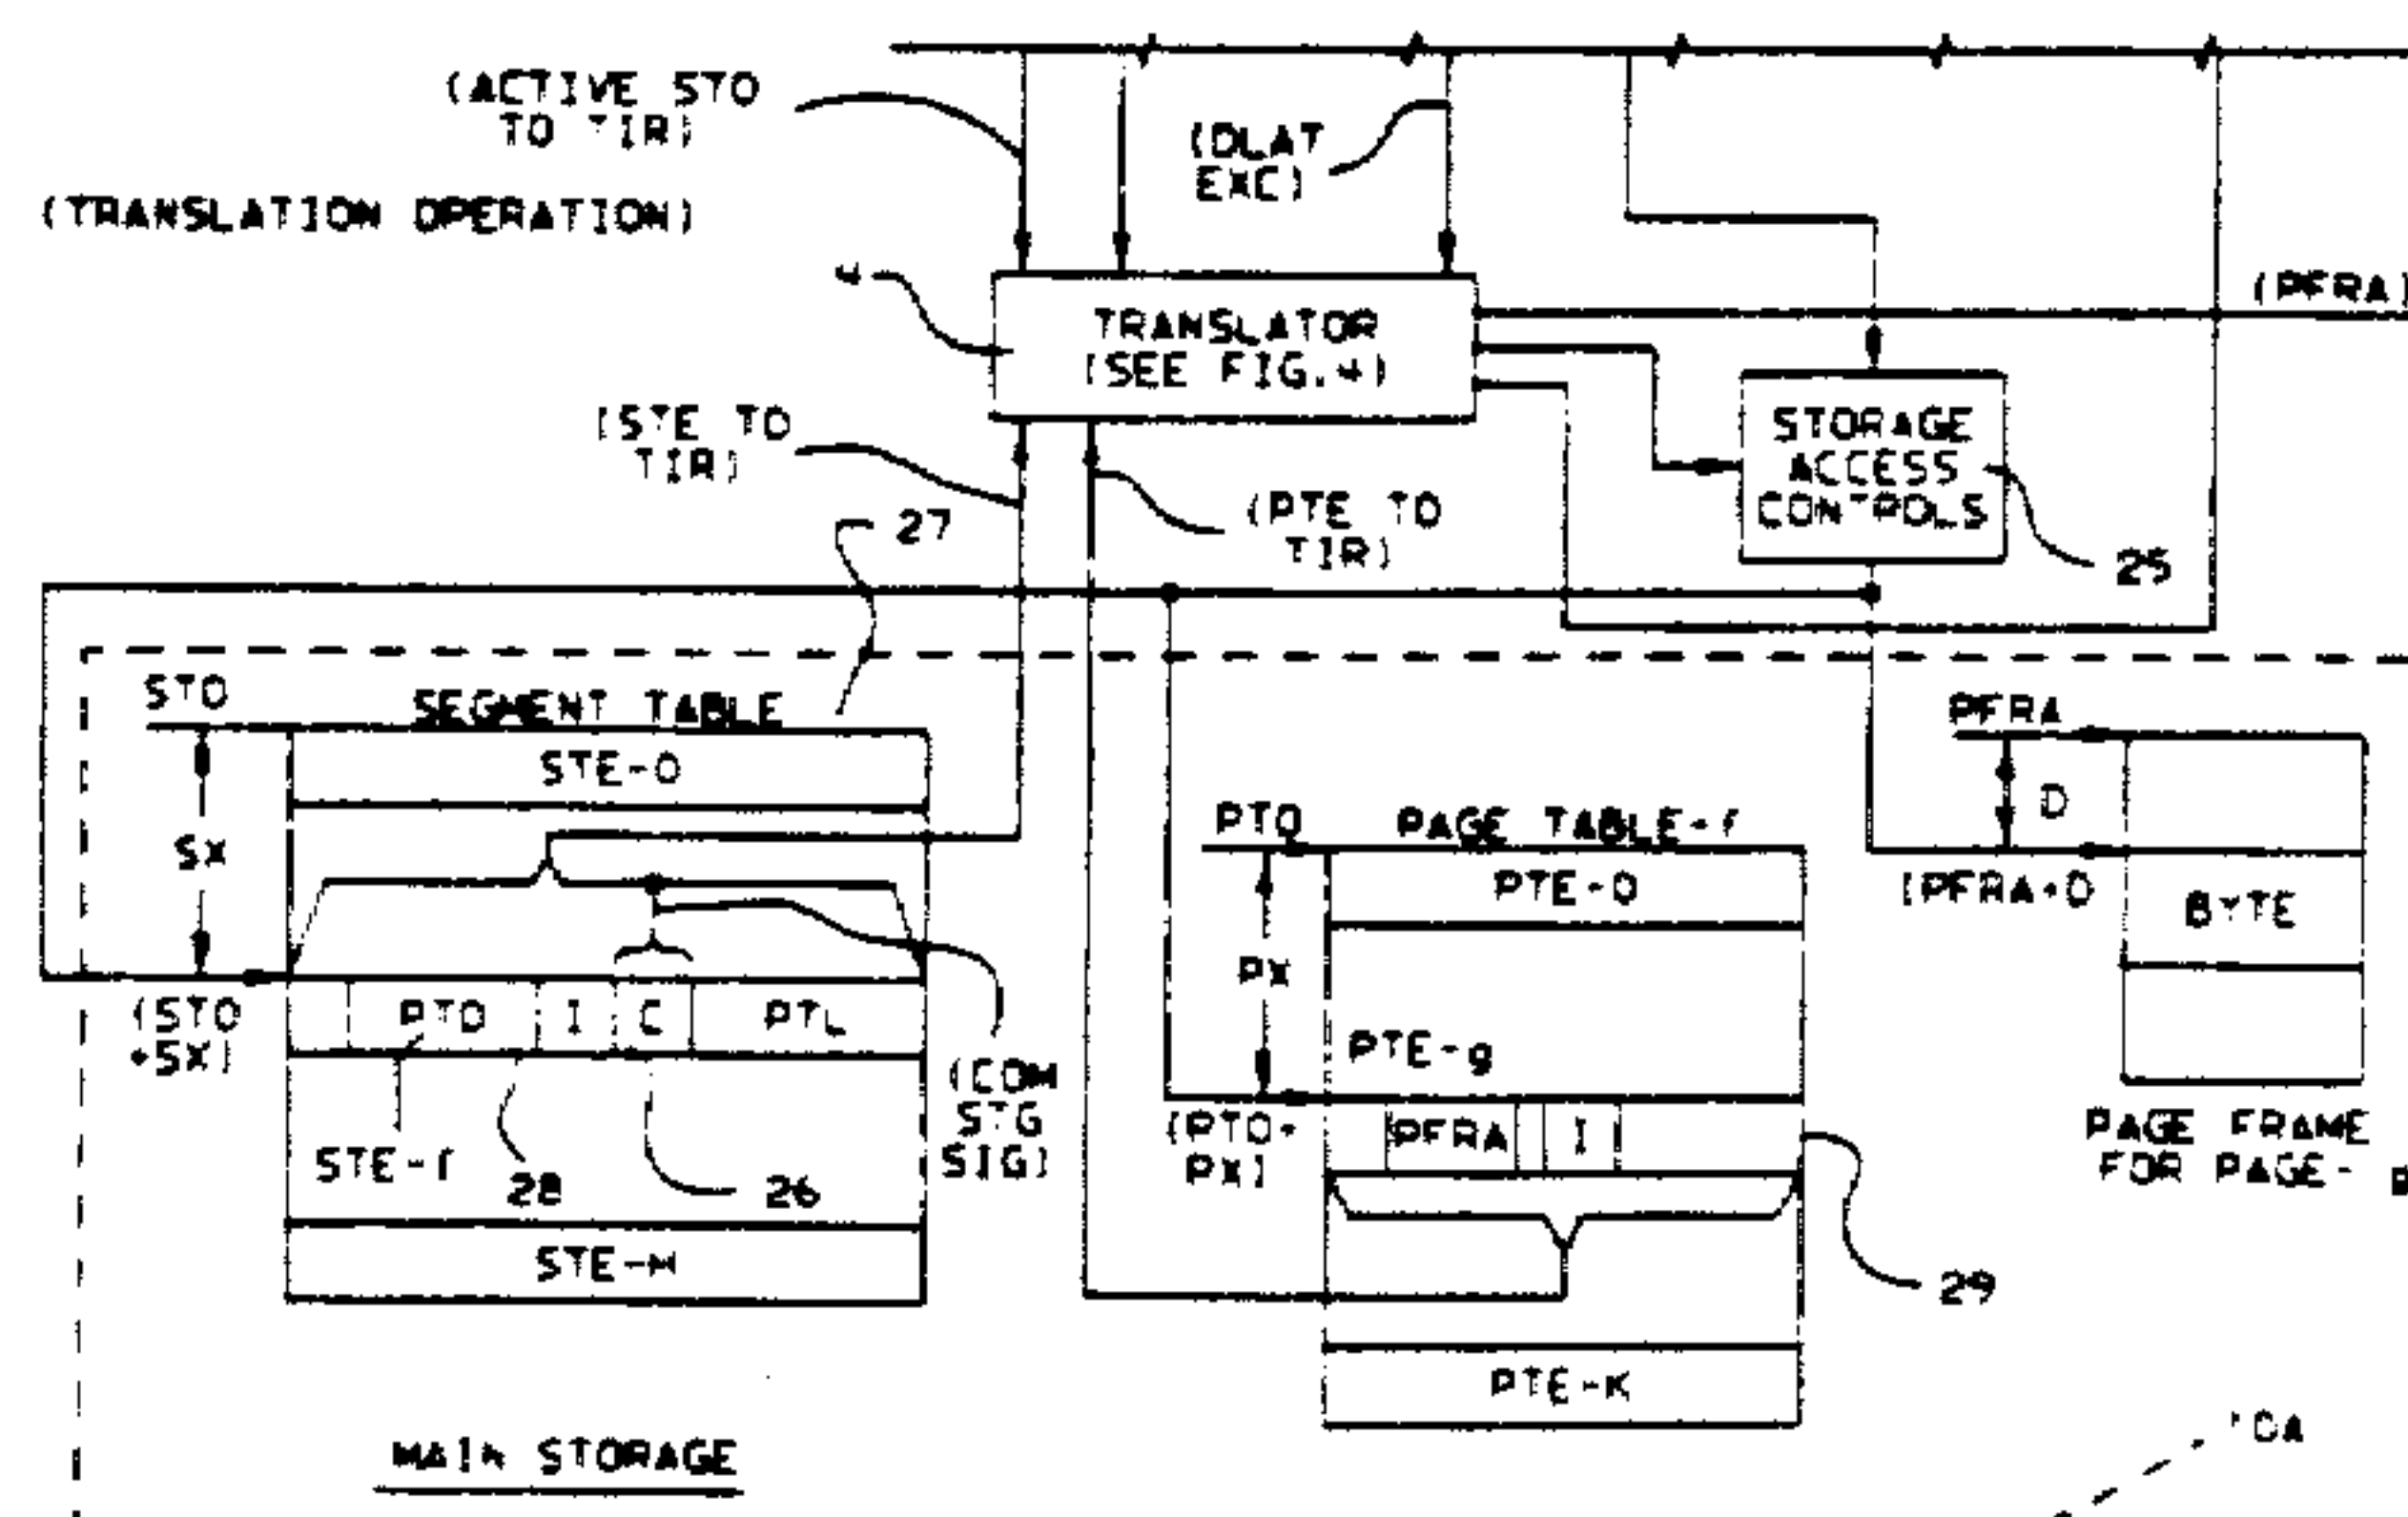 (ACTIVE STO
TO TIR)
(DLAT
EXC)
(TRANSLATION OPERATION)
4
TRANSLATOR
(SEE FIG.4)
(PFRA)
(STE TO
TIR)
STORAGE
ACCESS
CONTROLS
27
(PTE TO
TIR)
25
STO
SEGMENT TABLE
PFRA
STE-0
D
SX
PTO
PAGE TABLE-f
PTE-0
(PFRA+D
BYTE
PX
(STO
+SX)
PTO
I
C
PTL
PTE-g
(COM
STG
SIG)
(PTO+
PX)
PFRA
I
PAGE FRAME
FOR PAGE-
STE-f
28
26
STE-M
29
PTE-K
MAIN STORAGE